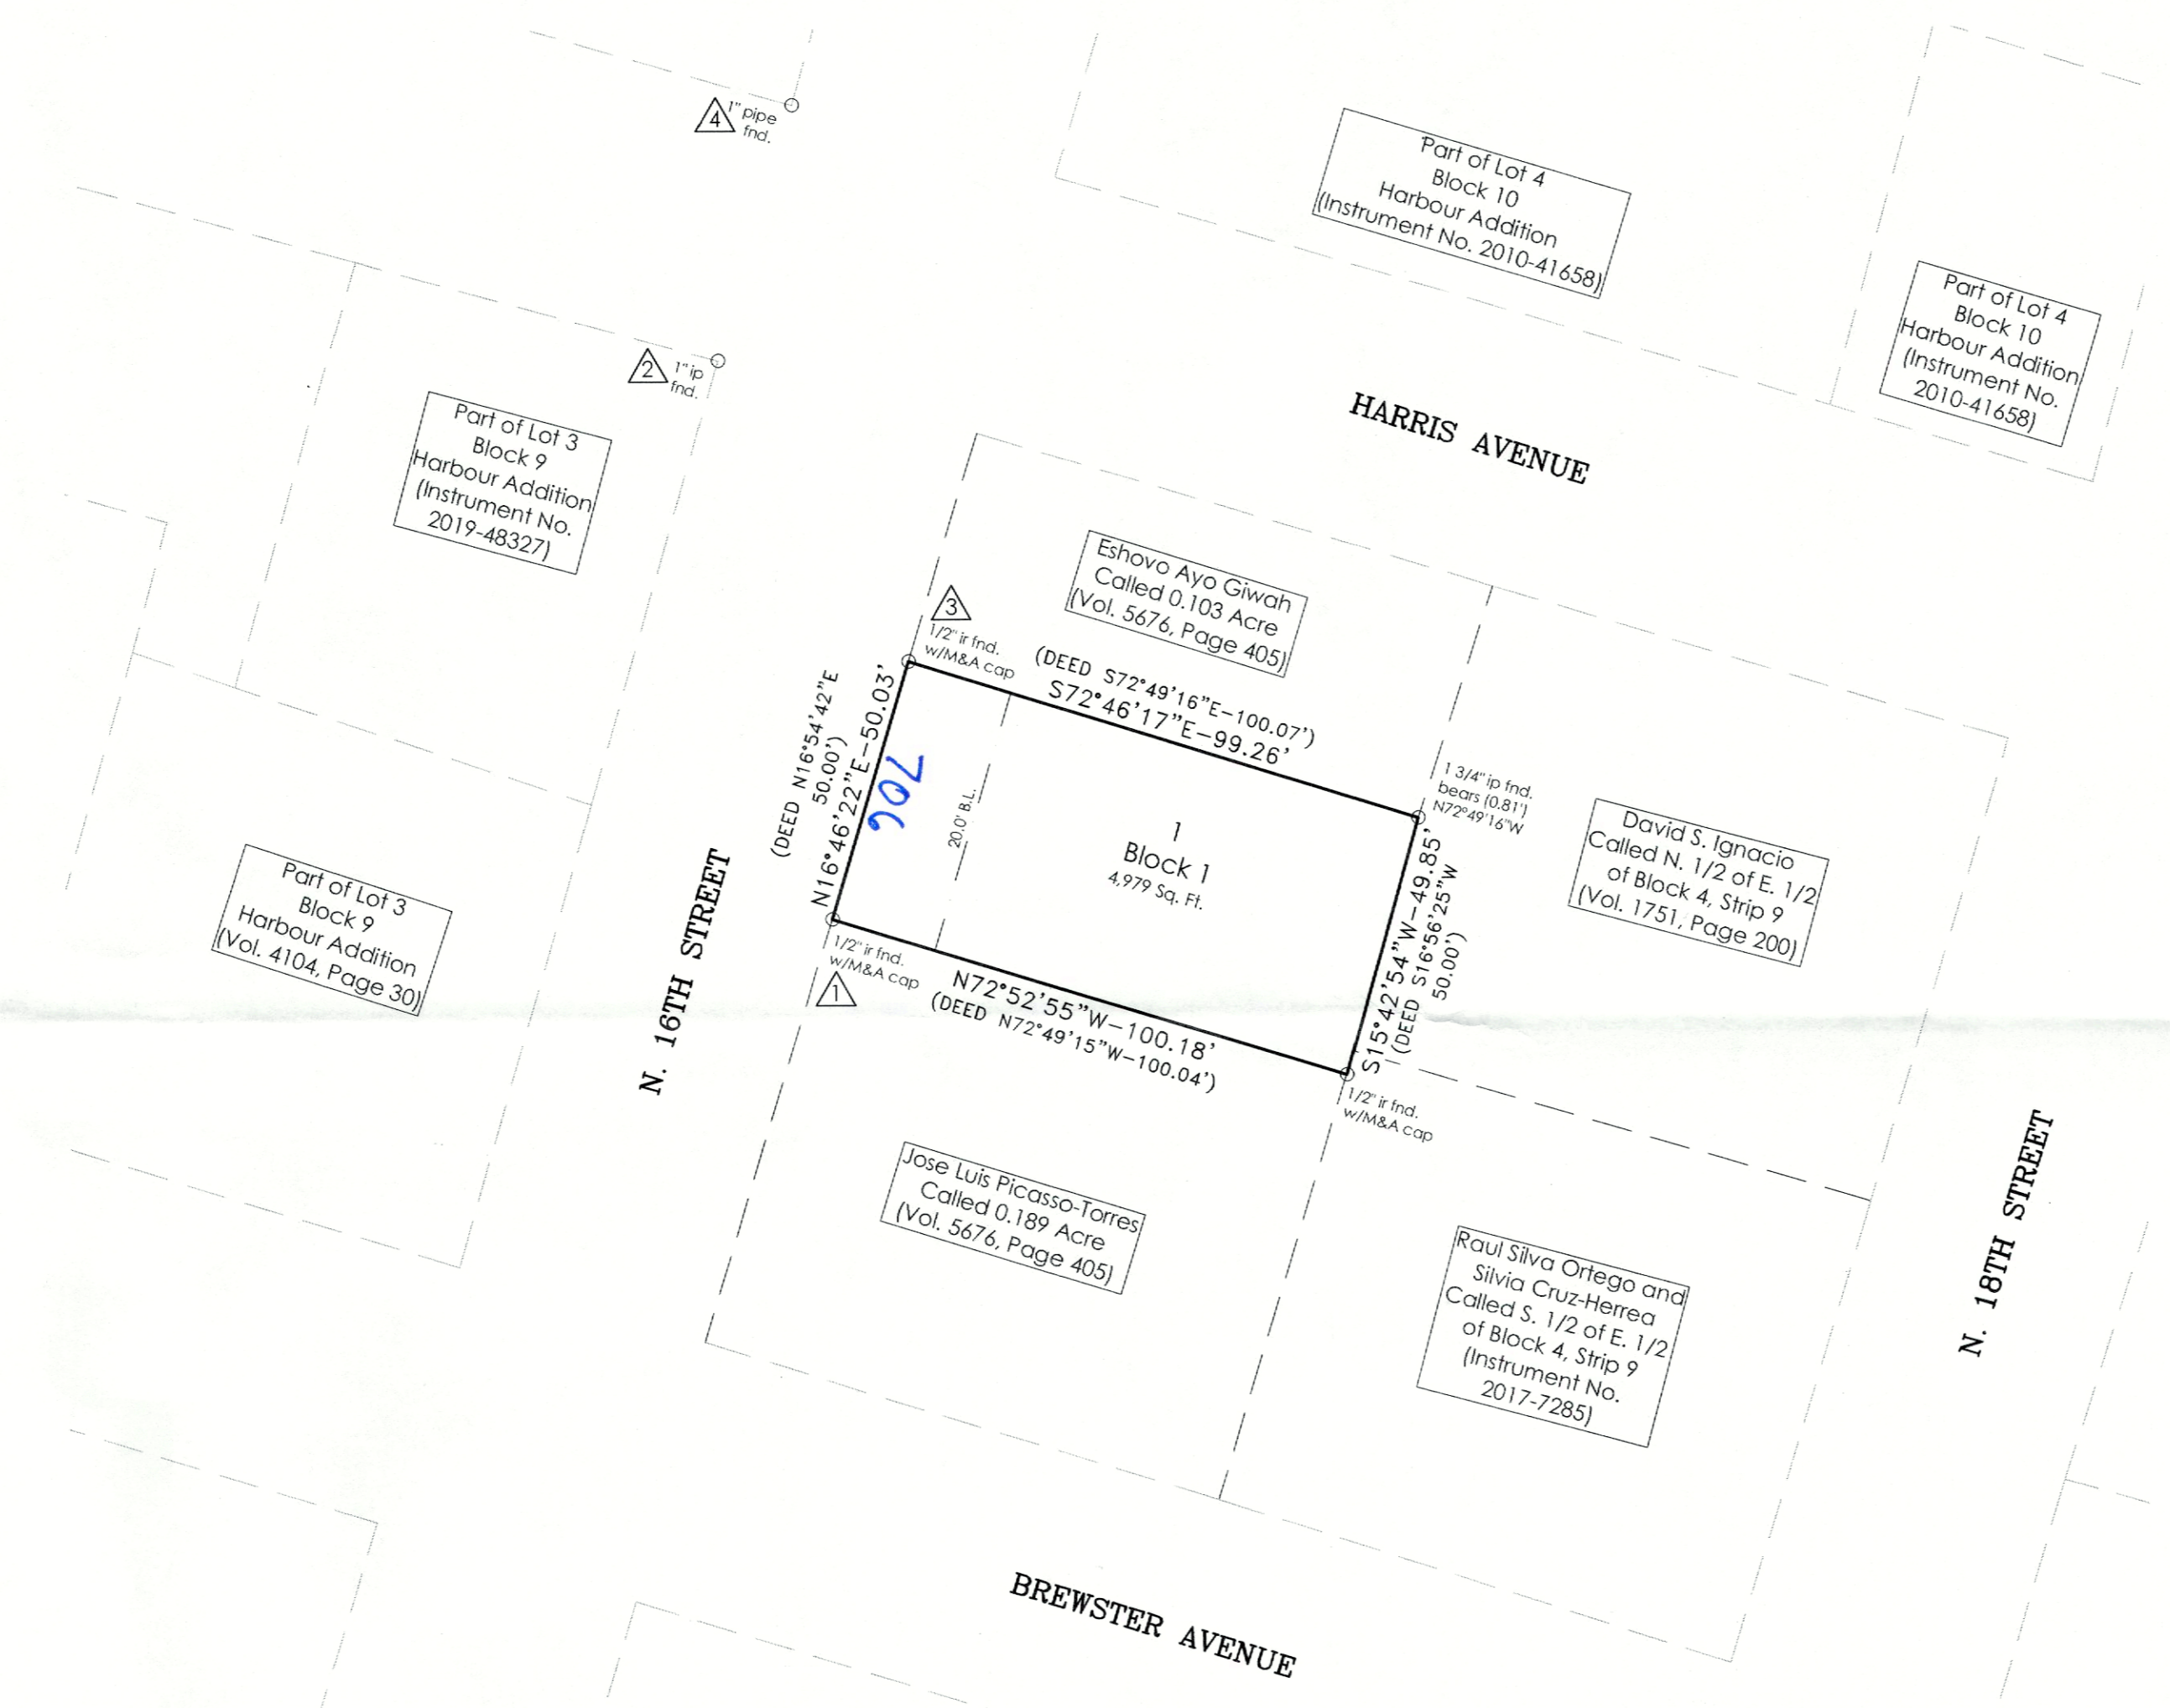 4
1" pipe
fnd.
Part of Lot 4
Block 10
Harbour Addition
(Instrument No. 2010-41658)
Part of Lot 4
Block 10
Harbour Addition
(Instrument No.
2010-41658)
2
1" ip
fnd.
HARRIS AVENUE
Part of Lot 3
Block 9
Harbour Addition
(Instrument No.
2019-48327)
Eshovo Ayo Giwah
Called 0.103 Acre
(Vol. 5676, Page 405)
3
1/2" ir fnd.
w/M&A cap
(DEED S72°49'16"E-100.07')
S72°46'17"E-99.26'
(DEED N16°54'42"E
50.00')
N16°46'22"E-50.03'
706
20.0' B.L.
1
Block 1
4,979 Sq. Ft.
1 3/4" ip fnd.
bears (0.81')
N72°49'16"W
S15°42'54"W-49.85'
(DEED S16°56'25"W
50.00')
David S. Ignacio
Called N. 1/2 of E. 1/2
of Block 4, Strip 9
(Vol. 1751, Page 200)
Part of Lot 3
Block 9
Harbour Addition
(Vol. 4104, Page 30)
N. 16TH STREET
1/2" ir fnd.
w/M&A cap
1
N72°52'55"W-100.18'
(DEED N72°49'15"W-100.04')
1/2" ir fnd.
w/M&A cap
Jose Luis Picasso-Torres
Called 0.189 Acre
(Vol. 5676, Page 405)
Raul Silva Ortego and
Silvia Cruz-Herrea
Called S. 1/2 of E. 1/2
of Block 4, Strip 9
(Instrument No.
2017-7285)
N. 18TH STREET
BREWSTER AVENUE